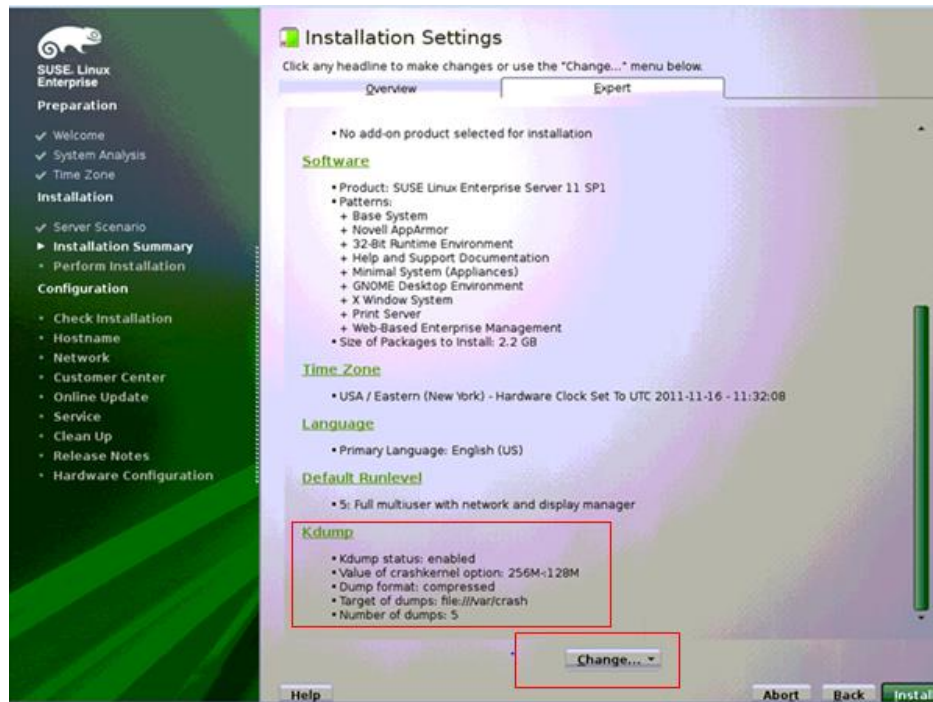 SUSE. Linux
Enterprise
Preparation
✓ Welcome
✓ System Analysis
✓ Time Zone
Installation
✓ Server Scenario
► Installation Summary
• Perform Installation
Configuration
• Check Installation
• Hostname
• Network
• Customer Center
• Online Update
• Service
• Clean Up
• Release Notes
• Hardware Configuration
Installation Settings
Click any headline to make changes or use the "Change..." menu below.
Overview Expert
• No add-on product selected for installation
Software
• Product: SUSE Linux Enterprise Server 11 SP1
• Patterns:
+ Base System
+ Novell AppArmor
+ 32-Bit Runtime Environment
+ Help and Support Documentation
+ Minimal System (Appliances)
+ GNOME Desktop Environment
+ X Window System
+ Print Server
+ Web-Based Enterprise Management
• Size of Packages to Install: 2.2 GB
Time Zone
• USA / Eastern (New York) - Hardware Clock Set To UTC 2011-11-16 - 11:32:08
Language
• Primary Language: English (US)
Default Runlevel
• 5: Full multiuser with network and display manager
Kdump
• Kdump status: enabled
• Value of crashkernel option: 256M-:128M
• Dump format: compressed
• Target of dumps: file:///var/crash
• Number of dumps: 5
Change...
Help Abort Back Instal